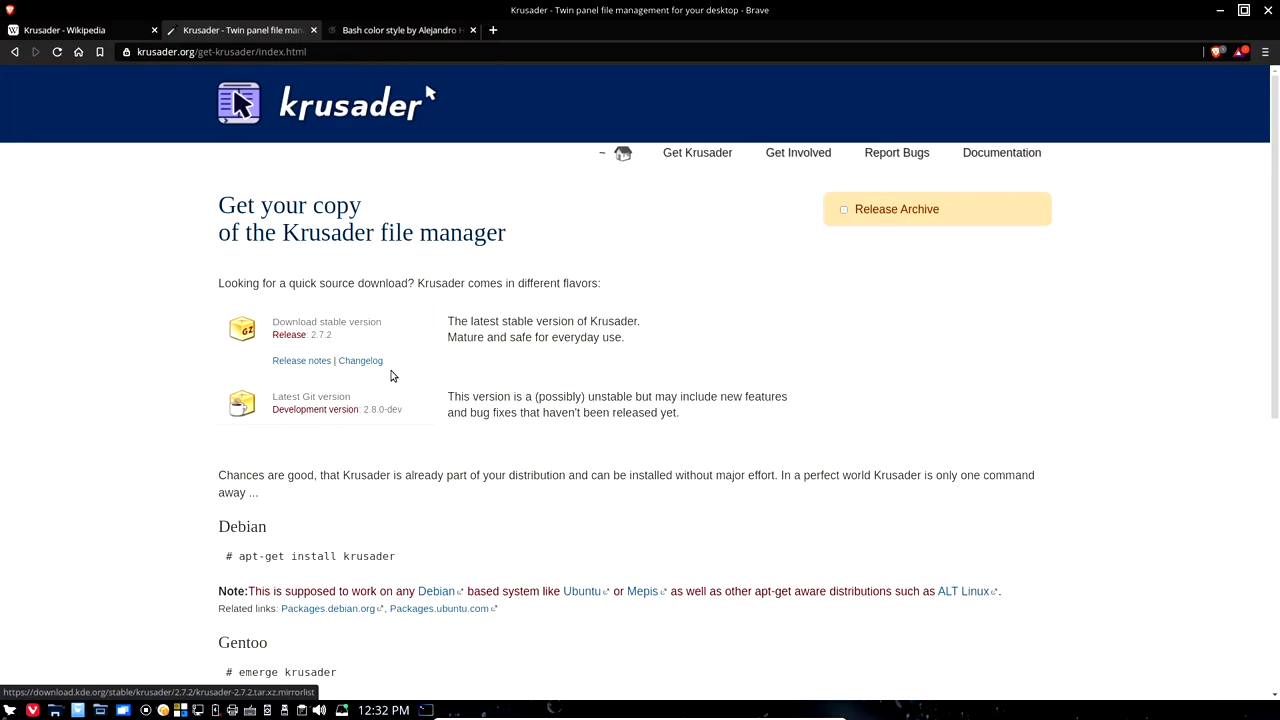 Krusader - Twin panel file management for your desktop - Brave
Krusader - Wikipedia
Krusader - Twin panel file man
Bash color style by Alejandro H
krusader.org/get-krusader/index.html
krusader
~ Get Krusader Get Involved Report Bugs Documentation
Get your copy
of the Krusader file manager
Release Archive
Looking for a quick source download? Krusader comes in different flavors:
GZ
Download stable version
Release: 2.7.2
Release notes | Changelog
The latest stable version of Krusader.
Mature and safe for everyday use.
Latest Git version
Development version: 2.8.0-dev
This version is a (possibly) unstable but may include new features
and bug fixes that haven't been released yet.
Chances are good, that Krusader is already part of your distribution and can be installed without major effort. In a perfect world Krusader is only one command
away ...
Debian
# apt-get install krusader
Note:This is supposed to work on any Debian based system like Ubuntu or Mepis as well as other apt-get aware distributions such as ALT Linux.
Related links: Packages.debian.org, Packages.ubuntu.com
Gentoo
# emerge krusader
https://download.kde.org/stable/krusader/2.7.2/krusader-2.7.2.tar.xz.mirrorlist
12:32 PM